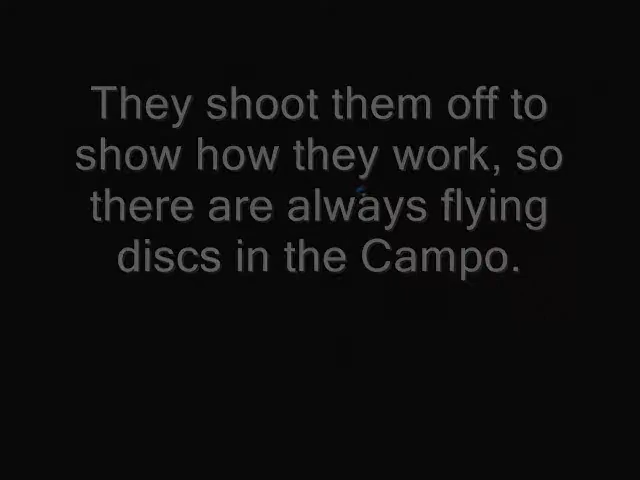 They shoot them off to
show how they work, so
there are always flying
discs in the Campo.